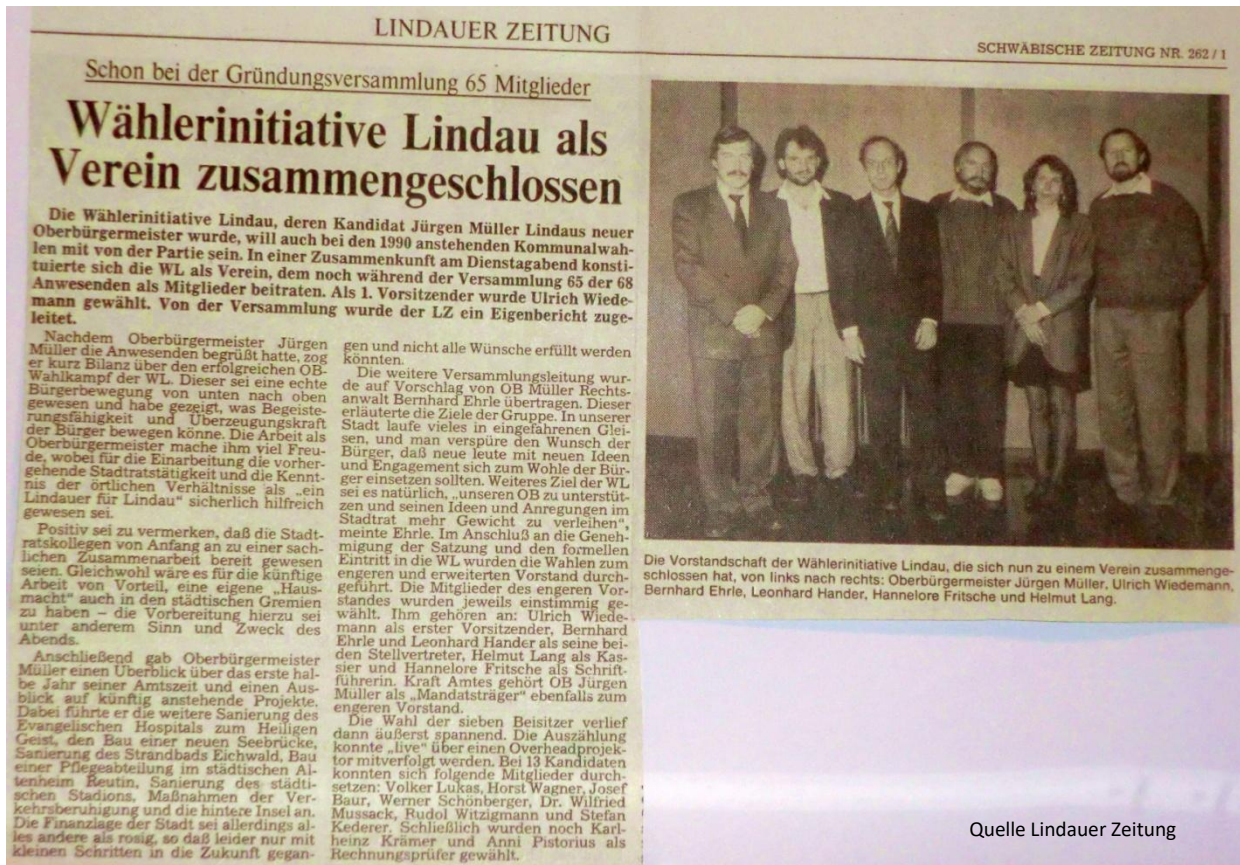 LINDAUER ZEITUNG
SCHWÄBISCHE ZEITUNG NR. 262 / 1
Schon bei der Gründungsversammlung 65 Mitglieder
Wählerinitiative Lindau als
Verein zusammengeschlossen
Die Wählerinitiative Lindau, deren Kandidat Jürgen Müller Lindaus neuer
Oberbürgermeister wurde, will auch bei den 1990 anstehenden Kommunalwah-
len mit von der Partie sein. In einer Zusammenkunft am Dienstagabend konsti-
tuierte sich die WL als Verein, dem noch während der Versammlung 65 der 68
Anwesenden als Mitglieder beitraten. Als 1. Vorsitzender wurde Ulrich Wiede-
mann gewählt. Von der Versammlung wurde der LZ ein Eigenbericht zuge-
leitet.
Nachdem Oberbürgermeister Jürgen
Müller die Anwesenden begrüßt hatte, zog
er kurz Bilanz über den erfolgreichen OB-
Wahlkampf der WL. Dieser sei eine echte
Bürgerbewegung von unten nach oben
gewesen und habe gezeigt, was Begeiste-
rungsfähigkeit und Überzeugungskraft
der Bürger bewegen könne. Die Arbeit als
Oberbürgermeister mache ihm viel Freu-
de, wobei für die Einarbeitung die vorher-
gehende Stadtratstätigkeit und die Kennt-
nis der örtlichen Verhältnisse als „ein
Lindauer für Lindau“ sicherlich hilfreich
gewesen sei.
Positiv sei zu vermerken, daß die Stadt-
ratskollegen von Anfang an zu einer sach-
lichen Zusammenarbeit bereit gewesen
seien. Gleichwohl wäre es für die künftige
Arbeit von Vorteil, eine eigene „Haus-
macht“ auch in den städtischen Gremien
zu haben – die Vorbereitung hierzu sei
unter anderem Sinn und Zweck des
Abends.
Anschließend gab Oberbürgermeister
Müller einen Überblick über das erste hal-
be Jahr seiner Amtszeit und einen Aus-
blick auf künftig anstehende Projekte.
Dabei führte er die weitere Sanierung des
Evangelischen Hospitals zum Heiligen
Geist, den Bau einer neuen Seebrücke,
Sanierung des Strandbads Eichwald, Bau
einer Pflegeabteilung im städtischen Al-
tenheim Reutin, Sanierung des städti-
schen Stadions, Maßnahmen der Ver-
kehrsberuhigung und die hintere Insel an.
Die Finanzlage der Stadt sei allerdings al-
les andere als rosig, so daß leider nur mit
kleinen Schritten in die Zukunft gegan-
gen und nicht alle Wünsche erfüllt werden
könnten.
Die weitere Versammlungsleitung wur-
de auf Vorschlag von OB Müller Rechts-
anwalt Bernhard Ehrle übertragen. Dieser
erläuterte die Ziele der Gruppe. In unserer
Stadt laufe vieles in eingefahrenen Glei-
sen, und man verspüre den Wunsch der
Bürger, daß neue leute mit neuen Ideen
und Engagement sich zum Wohle der Bür-
ger einsetzen sollten. Weiteres Ziel der WL
sei es natürlich, „unseren OB zu unterstüt-
zen und seinen Ideen und Anregungen im
Stadtrat mehr Gewicht zu verleihen“,
meinte Ehrle. Im Anschluß an die Geneh-
migung der Satzung und den formellen
Eintritt in die WL wurden die Wahlen zum
engeren und erweiterten Vorstand durch-
geführt. Die Mitglieder des engeren Vor-
standes wurden jeweils einstimmig ge-
wählt. Ihm gehören an: Ulrich Wiede-
mann als erster Vorsitzender, Bernhard
Ehrle und Leonhard Hander als seine bei-
den Stellvertreter, Helmut Lang als Kas-
sier und Hannelore Fritsche als Schrift-
führerin. Kraft Amtes gehört OB Jürgen
Müller als „Mandatsträger“ ebenfalls zum
engeren Vorstand.
Die Wahl der sieben Beisitzer verlief
dann äußerst spannend. Die Auszählung
konnte „live“ über einen Overheadprojek-
tor mitverfolgt werden. Bei 13 Kandidaten
konnten sich folgende Mitglieder durch-
setzen: Volker Lukas, Horst Wagner, Josef
Baur, Werner Schönberger, Dr. Wilfried
Mussack, Rudol Witzigmann und Stefan
Kederer. Schließlich wurden noch Karl-
heinz Krämer und Anni Pistorius als
Rechnungsprüfer gewählt.
Die Vorstandschaft der Wählerinitiative Lindau, die sich nun zu einem Verein zusammenge-
schlossen hat, von links nach rechts: Oberbürgermeister Jürgen Müller, Ulrich Wiedemann,
Bernhard Ehrle, Leonhard Hander, Hannelore Fritsche und Helmut Lang.
Quelle Lindauer Zeitung